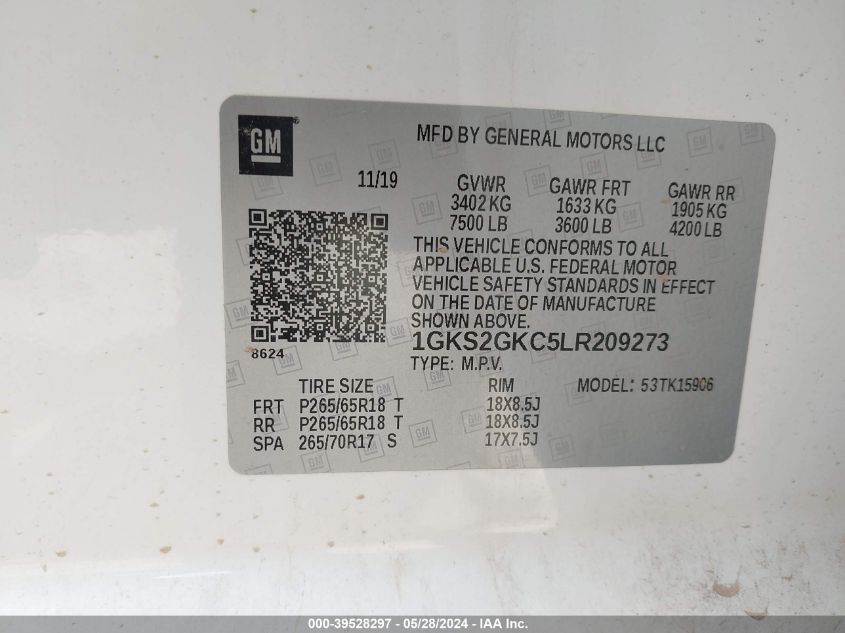 GM
MFD BY GENERAL MOTORS LLC
11/19
GVWR GAWR FRT GAWR RR
3402 KG 1633 KG 1905 KG
7500 LB 3600 LB 4200 LB
THIS VEHICLE CONFORMS TO ALL
APPLICABLE U.S. FEDERAL MOTOR
VEHICLE SAFETY STANDARDS IN EFFECT
ON THE DATE OF MANUFACTURE
SHOWN ABOVE.
1GKS2GKC5LR209273
8624
TYPE: M.P.V.
TIRE SIZE RIM MODEL: 53TK15906
FRT P265/65R18 T 18X8.5J
RR P265/65R18 T 18X8.5J
SPA 265/70R17 S 17X7.5J
000-39528297 - 05/28/2024 - IAA Inc.